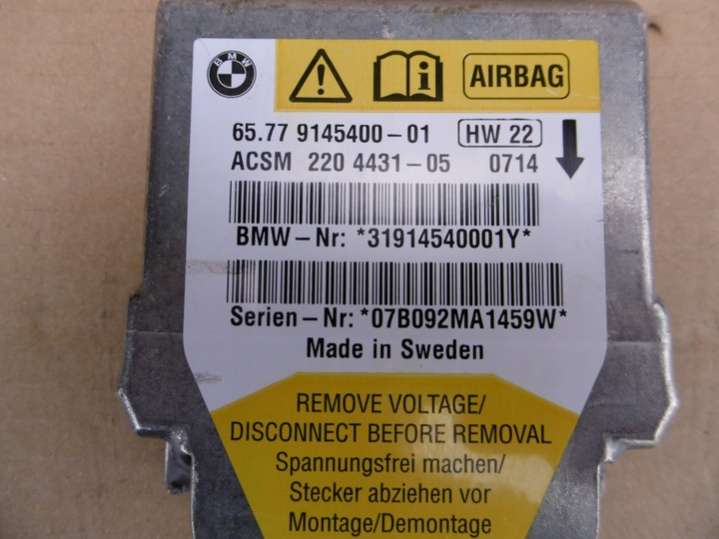 BMW
AIRBAG
65.77 9145400-01 HW 22
ACSM 220 4431-05 0714
BMW-Nr: *31914540001Y*
Serien-Nr: *07B092MA1459W*
Made in Sweden
REMOVE VOLTAGE/
DISCONNECT BEFORE REMOVAL
Spannungsfrei machen/
Stecker abziehen vor
Montage/Demontage